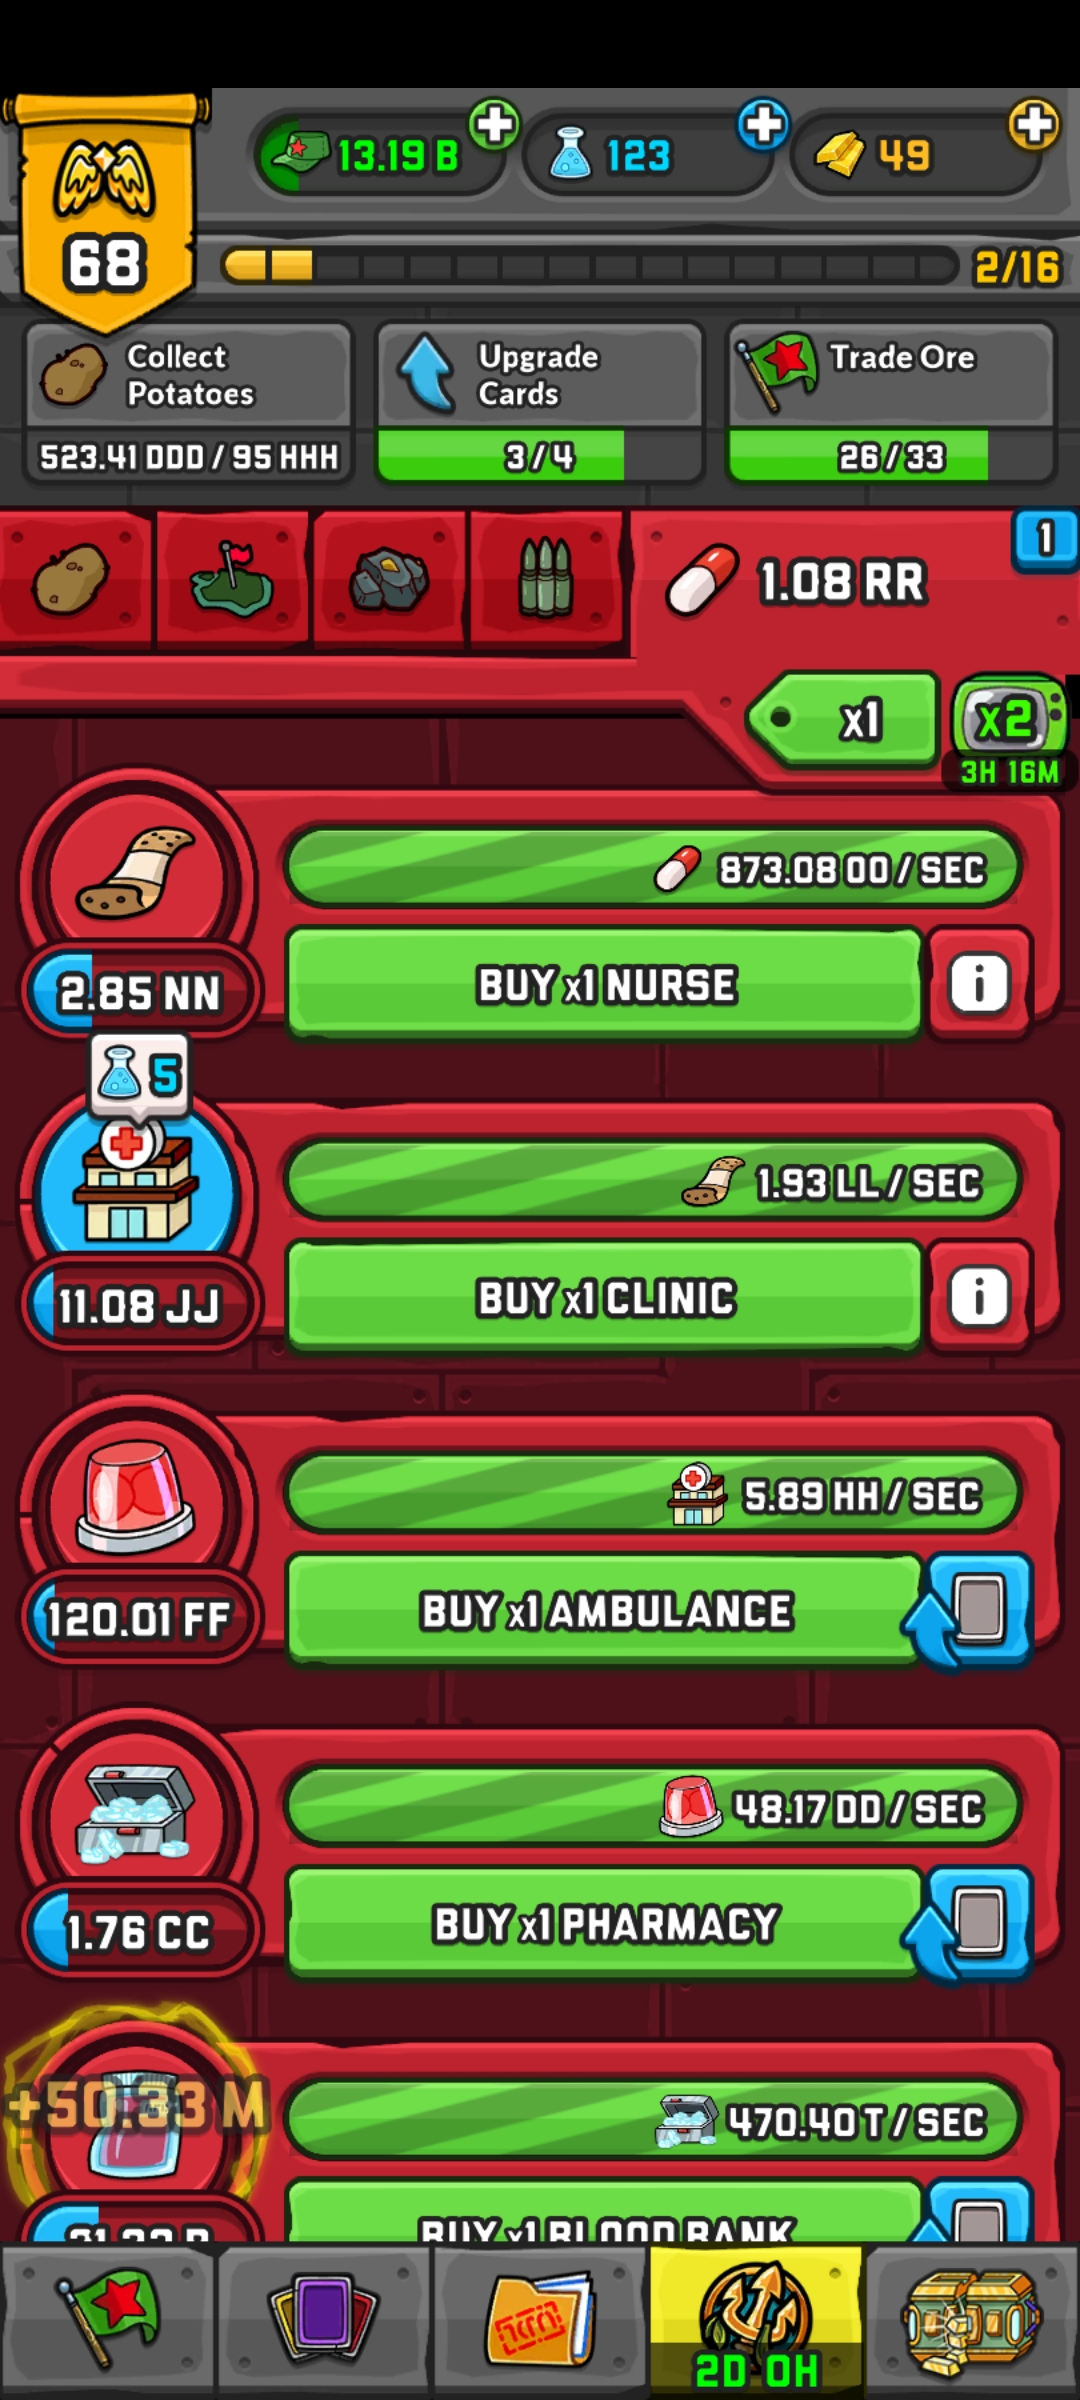 13.19 B
123
49
68
2/16
Collect
Potatoes
Upgrade
Cards
Trade Ore
523.41 DDD / 95 HHH
3/4
26/33
1
1.08 RR
x1
x2
3H 16M
873.08 OO / SEC
2.85 NN
BUY x1 NURSE
i
5
1.93 LL / SEC
11.08 JJ
BUY x1 CLINIC
i
5.89 HH / SEC
120.01 FF
BUY x1 AMBULANCE
48.17 DD / SEC
1.76 CC
BUY x1 PHARMACY
+50.33 M
470.40 T / SEC
BUY x1 BLOOD BANK
2D 0H